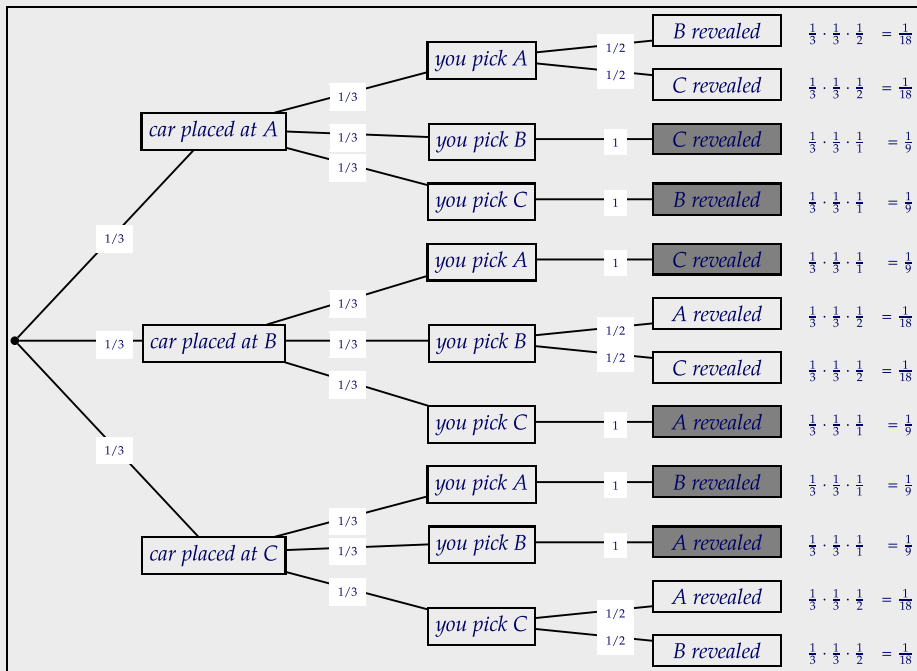 B revealed 1/3 · 1/3 · 1/2 = 1/18
1/2
you pick A
1/2
C revealed 1/3 · 1/3 · 1/2 = 1/18
1/3
car placed at A
1/3
you pick B
1
C revealed 1/3 · 1/3 · 1/1 = 1/9
1/3
you pick C
1
B revealed 1/3 · 1/3 · 1/1 = 1/9
1/3
you pick A
1
C revealed 1/3 · 1/3 · 1/1 = 1/9
1/3
A revealed 1/3 · 1/3 · 1/2 = 1/18
1/2
1/3
car placed at B
1/3
you pick B
1/2
C revealed 1/3 · 1/3 · 1/2 = 1/18
1/3
you pick C
1
A revealed 1/3 · 1/3 · 1/1 = 1/9
1/3
you pick A
1
B revealed 1/3 · 1/3 · 1/1 = 1/9
1/3
car placed at C
1/3
you pick B
1
A revealed 1/3 · 1/3 · 1/1 = 1/9
1/3
A revealed 1/3 · 1/3 · 1/2 = 1/18
1/2
you pick C
1/2
B revealed 1/3 · 1/3 · 1/2 = 1/18